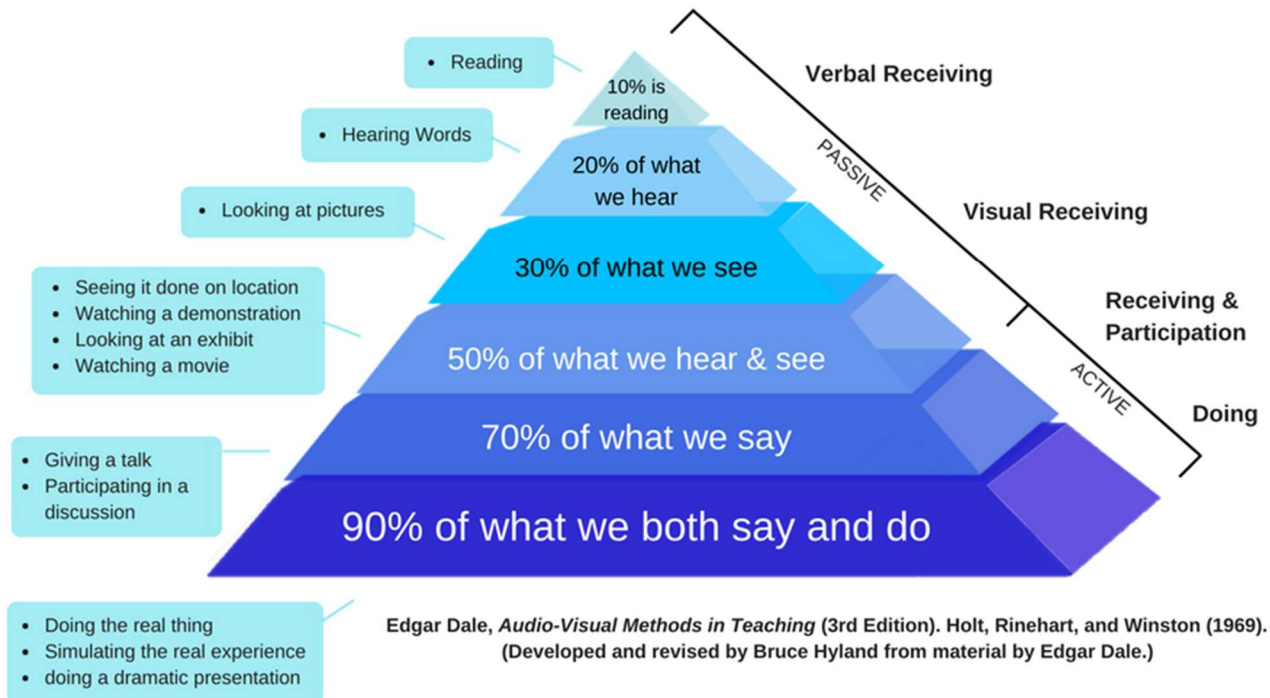 • Reading
10% is
reading
Verbal Receiving
• Hearing Words
20% of what
we hear
PASSIVE
• Looking at pictures
Visual Receiving
30% of what we see
• Seeing it done on location
• Watching a demonstration
• Looking at an exhibit
• Watching a movie
50% of what we hear & see
Receiving &
Participation
ACTIVE
Doing
• Giving a talk
• Participating in a
discussion
70% of what we say
90% of what we both say and do
• Doing the real thing
• Simulating the real experience
• doing a dramatic presentation
Edgar Dale, Audio-Visual Methods in Teaching (3rd Edition). Holt, Rinehart, and Winston (1969).
(Developed and revised by Bruce Hyland from material by Edgar Dale.)